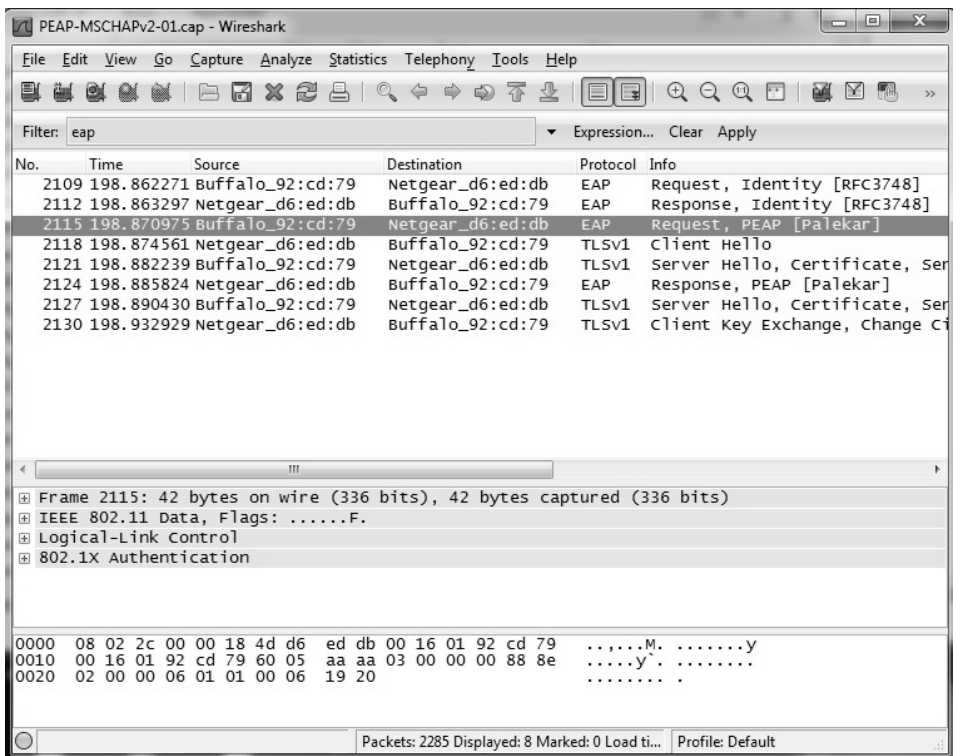 PEAP-MSCHAPv2-01.cap - Wireshark
File Edit View Go Capture Analyze Statistics Telephony Tools Help
Filter: eap Expression... Clear Apply
No. Time Source Destination Protocol Info
2109 198.862271 Buffalo_92:cd:79 Netgear_d6:ed:db EAP Request, Identity [RFC3748]
2112 198.863297 Netgear_d6:ed:db Buffalo_92:cd:79 EAP Response, Identity [RFC3748]
2115 198.870975 Buffalo_92:cd:79 Netgear_d6:ed:db EAP Request, PEAP [Palekar]
2118 198.874561 Netgear_d6:ed:db Buffalo_92:cd:79 TLSv1 Client Hello
2121 198.882239 Buffalo_92:cd:79 Netgear_d6:ed:db TLSv1 Server Hello, Certificate, Ser
2124 198.885824 Netgear_d6:ed:db Buffalo_92:cd:79 EAP Response, PEAP [Palekar]
2127 198.890430 Buffalo_92:cd:79 Netgear_d6:ed:db TLSv1 Server Hello, Certificate, Ser
2130 198.932929 Netgear_d6:ed:db Buffalo_92:cd:79 TLSv1 Client Key Exchange, Change Ci
Frame 2115: 42 bytes on wire (336 bits), 42 bytes captured (336 bits)
IEEE 802.11 Data, Flags: ......F.
Logical-Link Control
802.1X Authentication
0000 08 02 2c 00 00 18 4d d6 ed db 00 16 01 92 cd 79 ..,...M. .......y
0010 00 16 01 92 cd 79 60 05 aa aa 03 00 00 00 88 8e .....y`. ........
0020 02 00 00 06 01 01 00 06 19 20 ........ .
Packets: 2285 Displayed: 8 Marked: 0 Load ti... Profile: Default